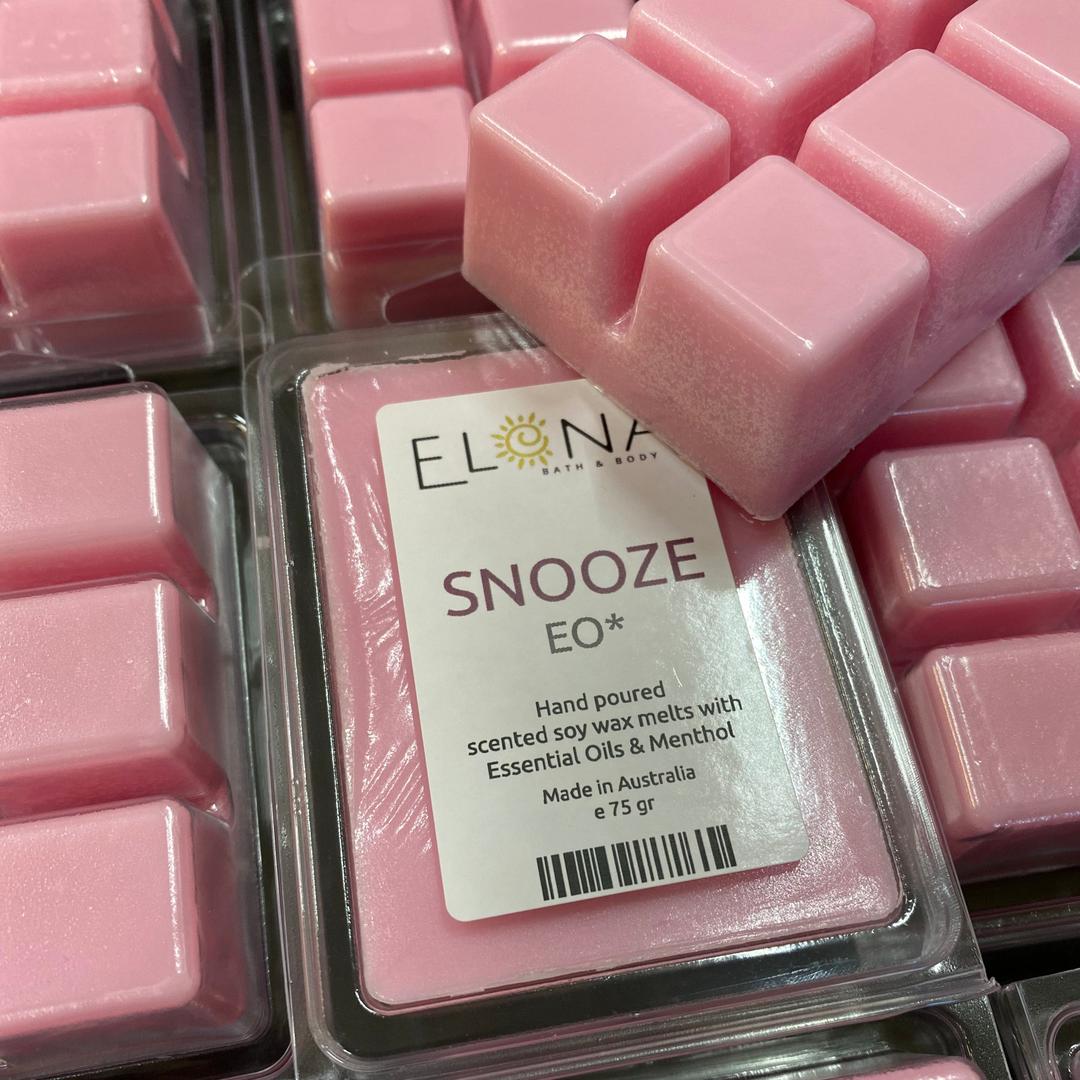 ELONA
BATH & BODY
SNOOZE
EO*
Hand poured
scented soy wax melts with
Essential Oils & Menthol
Made in Australia
e 75 gr